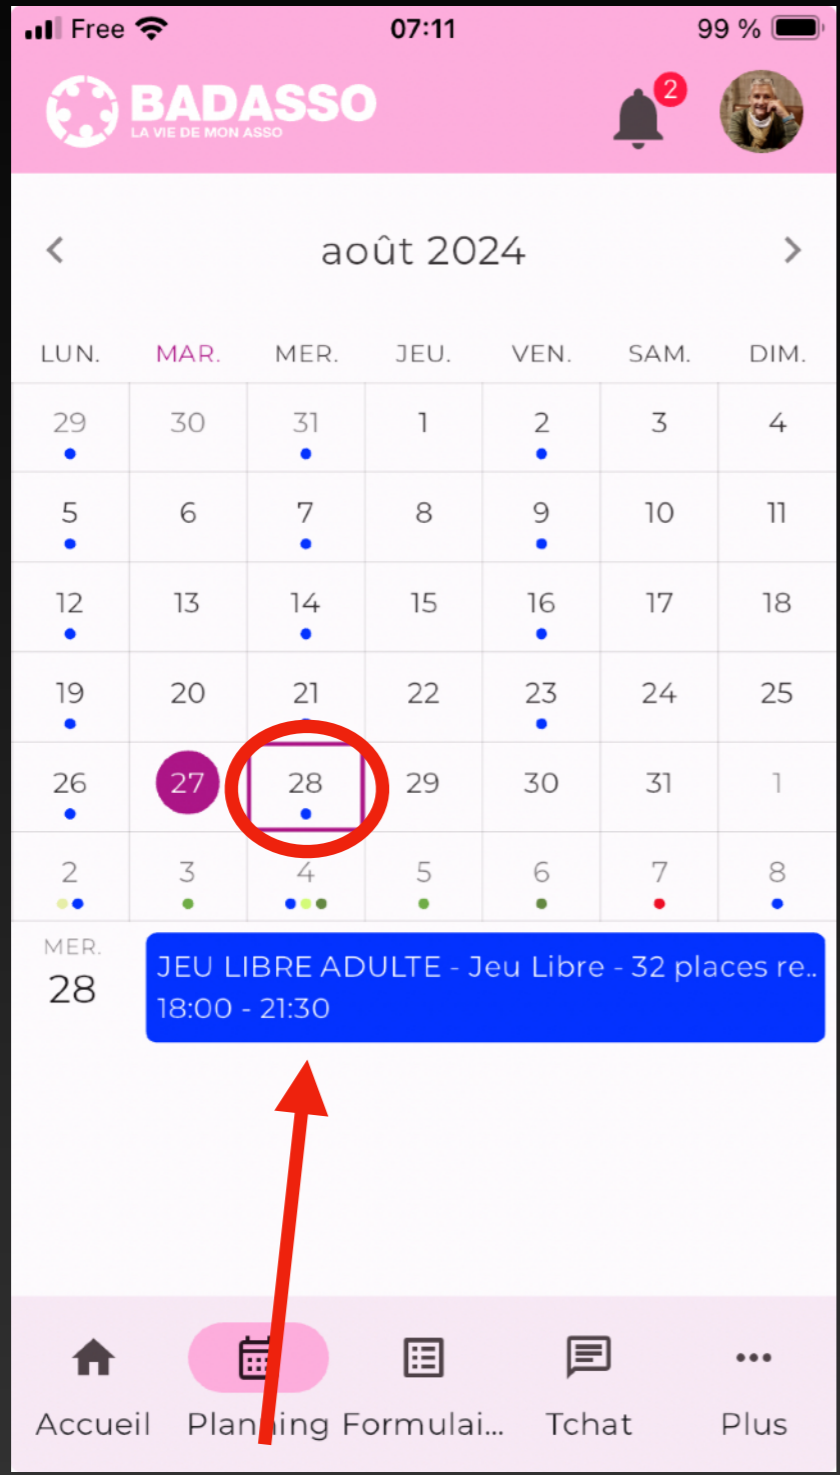 Free 07:11 99 %
BADASSO 2
LA VIE DE MON ASSO
août 2024
LUN. MAR. MER. JEU. VEN. SAM. DIM.
29 30 31 1 2 3 4
5 6 7 8 9 10 11
12 13 14 15 16 17 18
19 20 21 22 23 24 25
26 27 28 29 30 31 1
2 3 4 5 6 7 8
MER.
28
JEU LIBRE ADULTE - Jeu Libre - 32 places re..
18:00 - 21:30
Accueil Planning Formulai... Tchat Plus